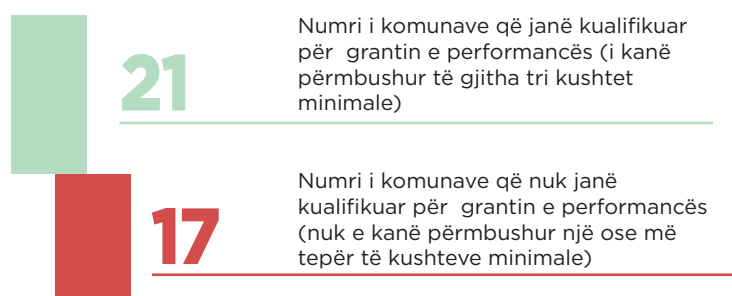 21
Numri i komunave që janë kualifikuar
për grantin e performancës (i kanë
përmbushur të gjitha tri kushtet
minimale)
17
Numri i komunave që nuk janë
kualifikuar për grantin e performancës
(nuk e kanë përmbushur një ose më
tepër të kushteve minimale)